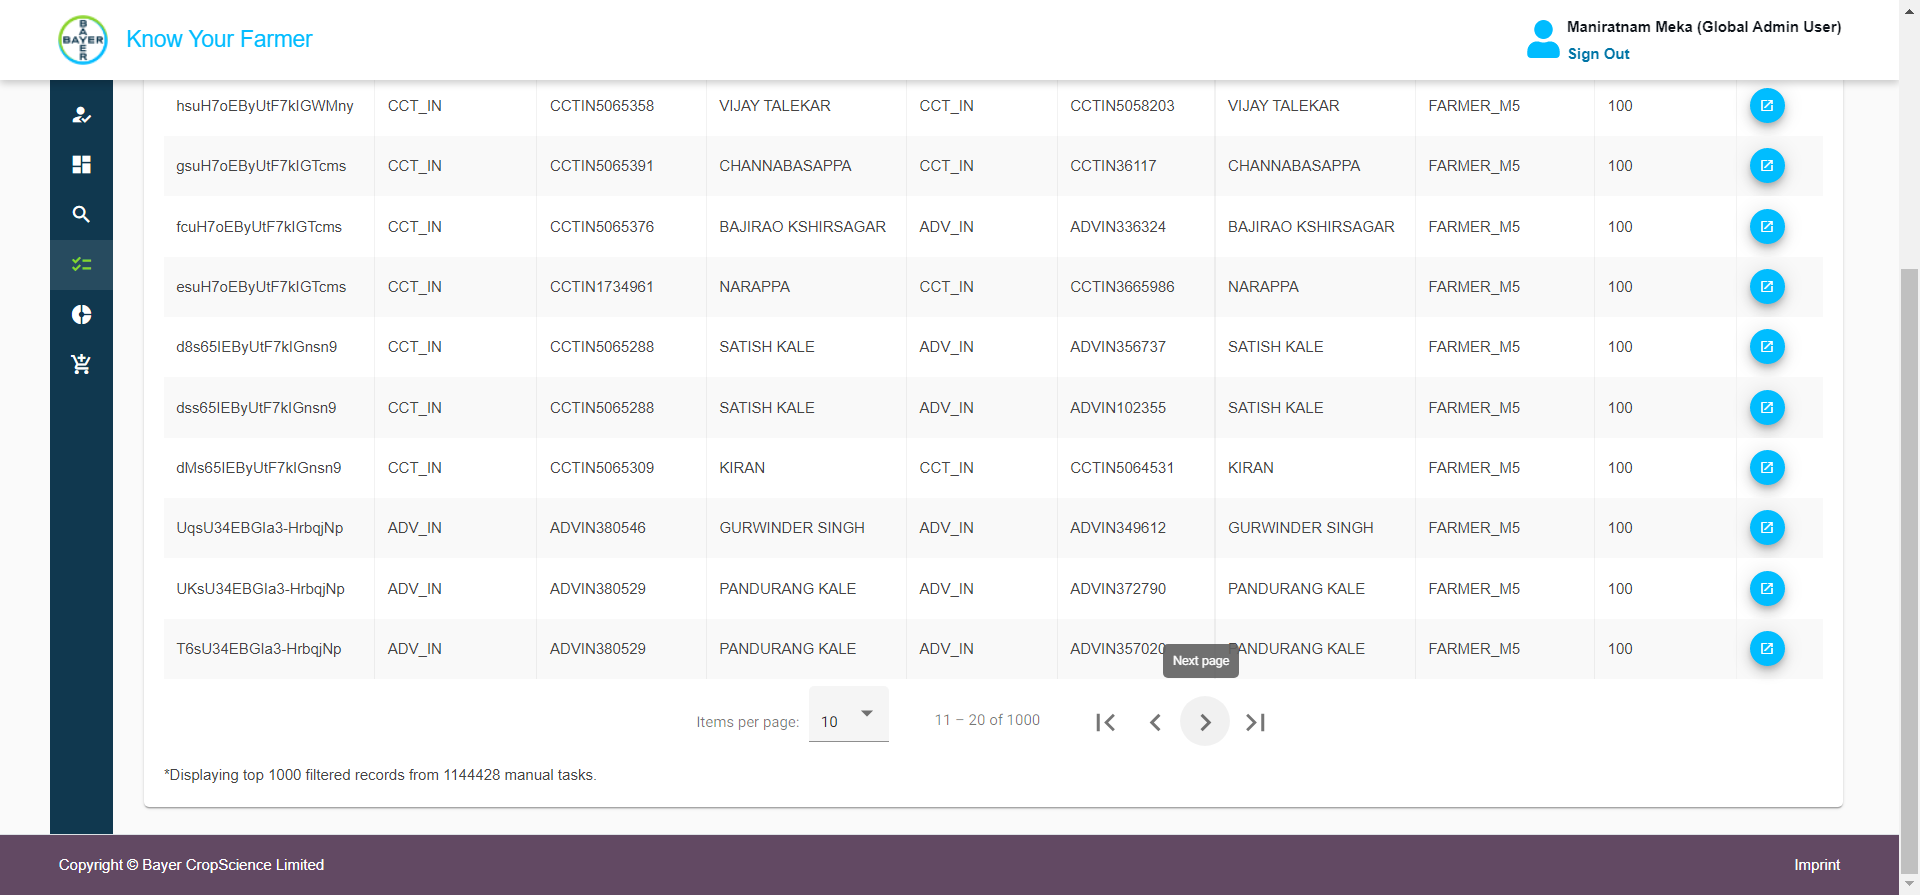 BAYER
BAYER
Know Your Farmer
Maniratnam Meka (Global Admin User)
Sign Out
hsuH7oEByUtF7kIGWMny CCT_IN CCTIN5065358 VIJAY TALEKAR CCT_IN CCTIN5058203 VIJAY TALEKAR FARMER_M5 100
gsuH7oEByUtF7kIGTcms CCT_IN CCTIN5065391 CHANNABASAPPA CCT_IN CCTIN36117 CHANNABASAPPA FARMER_M5 100
fcuH7oEByUtF7kIGTcms CCT_IN CCTIN5065376 BAJIRAO KSHIRSAGAR ADV_IN ADVIN336324 BAJIRAO KSHIRSAGAR FARMER_M5 100
esuH7oEByUtF7kIGTcms CCT_IN CCTIN1734961 NARAPPA CCT_IN CCTIN3665986 NARAPPA FARMER_M5 100
d8s65IEByUtF7kIGnsn9 CCT_IN CCTIN5065288 SATISH KALE ADV_IN ADVIN356737 SATISH KALE FARMER_M5 100
dss65IEByUtF7kIGnsn9 CCT_IN CCTIN5065288 SATISH KALE ADV_IN ADVIN102355 SATISH KALE FARMER_M5 100
dMs65IEByUtF7kIGnsn9 CCT_IN CCTIN5065309 KIRAN CCT_IN CCTIN5064531 KIRAN FARMER_M5 100
UqsU34EBGIa3-HrbqjNp ADV_IN ADVIN380546 GURWINDER SINGH ADV_IN ADVIN349612 GURWINDER SINGH FARMER_M5 100
UKsU34EBGIa3-HrbqjNp ADV_IN ADVIN380529 PANDURANG KALE ADV_IN ADVIN372790 PANDURANG KALE FARMER_M5 100
T6sU34EBGIa3-HrbqjNp ADV_IN ADVIN380529 PANDURANG KALE ADV_IN ADVIN357020 PANDURANG KALE FARMER_M5 100
Next page
Items per page: 10 11 – 20 of 1000
*Displaying top 1000 filtered records from 1144428 manual tasks.
Copyright © Bayer CropScience Limited
Imprint